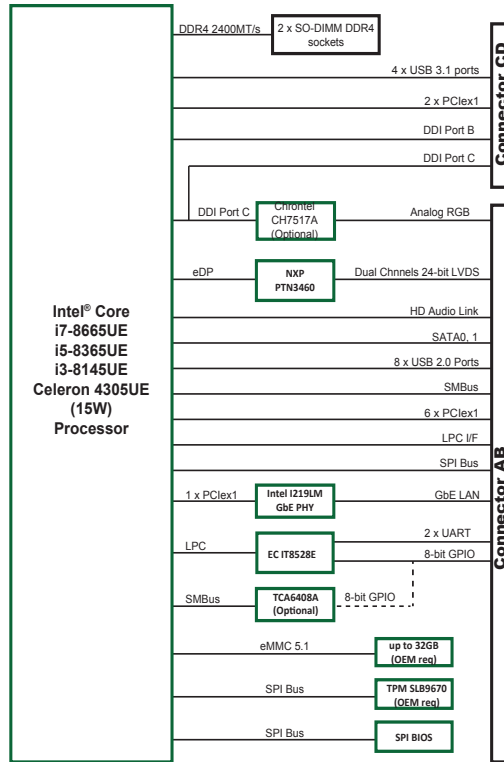 DDR4 2400MT/s
2 x SO-DIMM DDR4
sockets
4 x USB 3.1 ports
2 x PCIex1
DDI Port B
DDI Port C
Connector CD
DDI Port C
Chrontel
CH7517A
(Optional)
Analog RGB
eDP
NXP
PTN3460
Dual Chnnels 24-bit LVDS
Intel® Core
i7-8665UE
i5-8365UE
i3-8145UE
Celeron 4305UE
(15W)
Processor
HD Audio Link
SATA0, 1
8 x USB 2.0 Ports
SMBus
6 x PCIex1
LPC I/F
SPI Bus
Connector AB
1 x PCIex1
Intel I219LM
GbE PHY
GbE LAN
LPC
EC IT8528E
2 x UART
8-bit GPIO
SMBus
TCA6408A
(Optional)
8-bit GPIO
eMMC 5.1
up to 32GB
(OEM req)
SPI Bus
TPM SLB9670
(OEM req)
SPI Bus
SPI BIOS